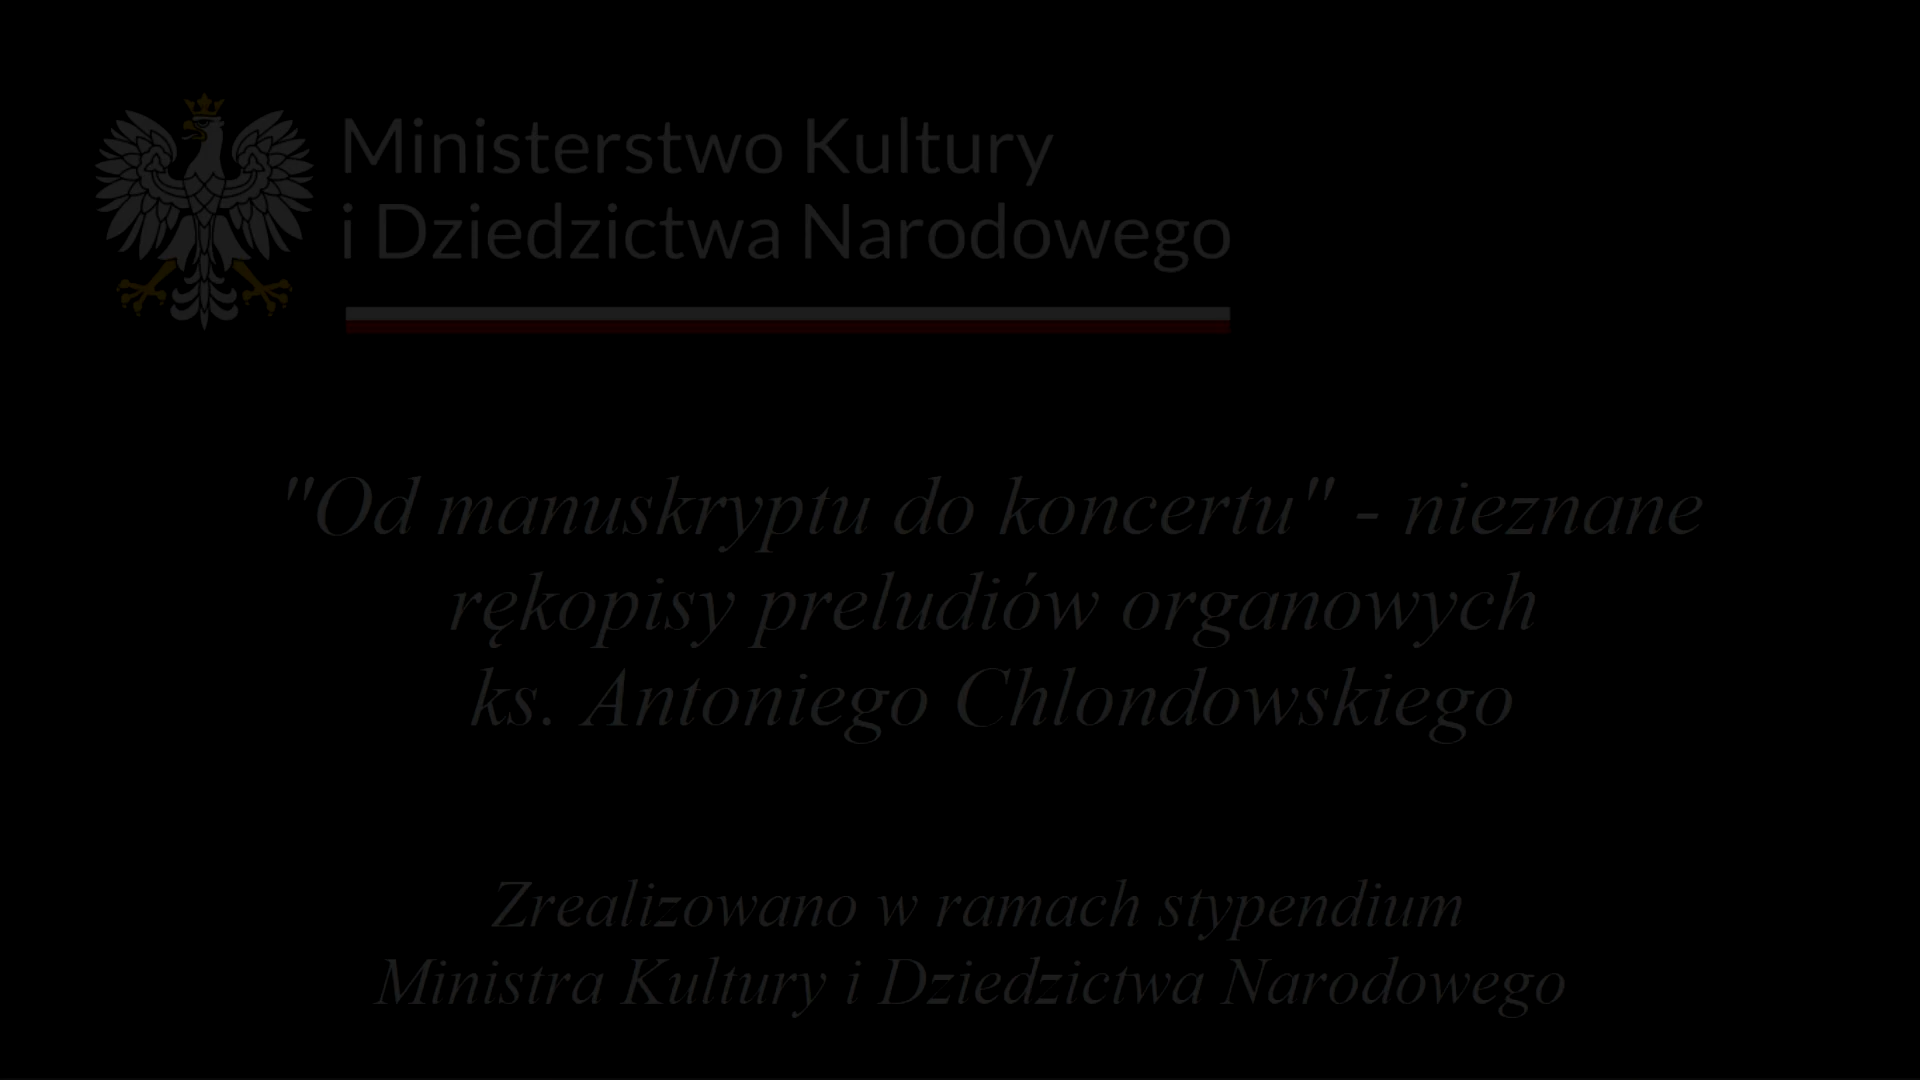 Ministerstwo Kultury
i Dziedzictwa Narodowego
"Od manuskryptu do koncertu" - nieznane
rękopisy preludiów organowych
ks. Antoniego Chlondowskiego
Zrealizowano w ramach stypendium
Ministra Kultury i Dziedzictwa Narodowego